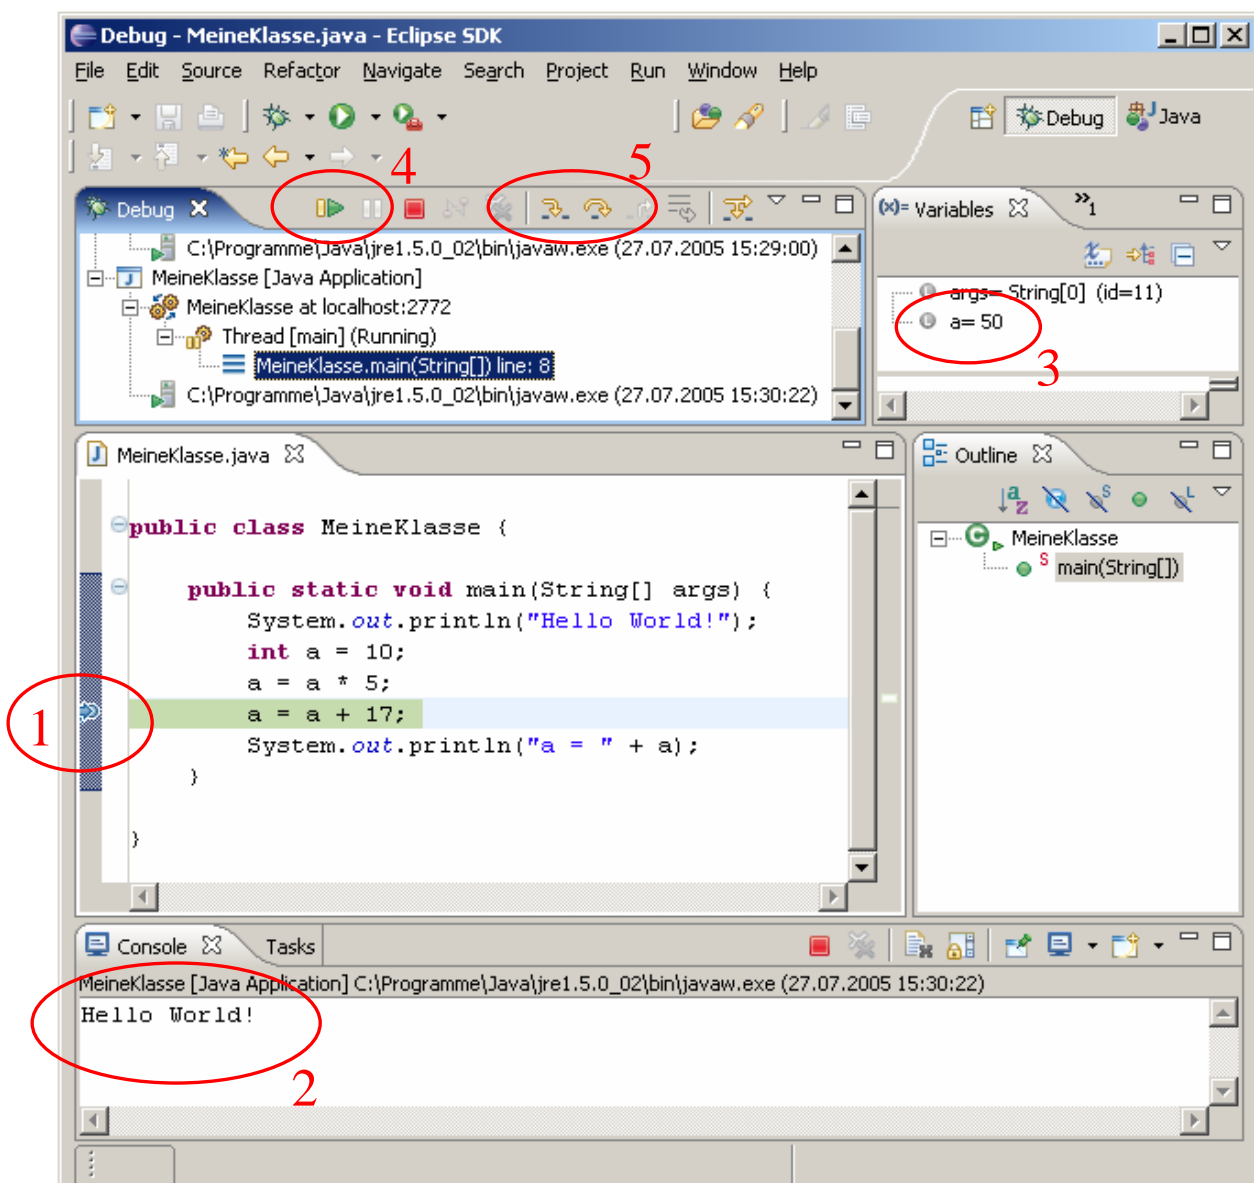 Debug - MeineKlasse.java - Eclipse SDK
File Edit Source Refactor Navigate Search Project Run Window Help
Debug Java
4 5
Debug
C:\Programme\Java\jre1.5.0_02\bin\javaw.exe (27.07.2005 15:29:00)
MeineKlasse [Java Application]
MeineKlasse at localhost:2772
Thread [main] (Running)
MeineKlasse.main(String[]) line: 8
C:\Programme\Java\jre1.5.0_02\bin\javaw.exe (27.07.2005 15:30:22)
(x)= Variables »1
args= String[0] (id=11)
a= 50
3
MeineKlasse.java
public class MeineKlasse {
public static void main(String[] args) {
System.out.println("Hello World!");
int a = 10;
a = a * 5;
a = a + 17;
System.out.println("a = " + a);
}
}
1
Outline
MeineKlasse
S main(String[])
Console Tasks
MeineKlasse [Java Application] C:\Programme\Java\jre1.5.0_02\bin\javaw.exe (27.07.2005 15:30:22)
Hello World!
2